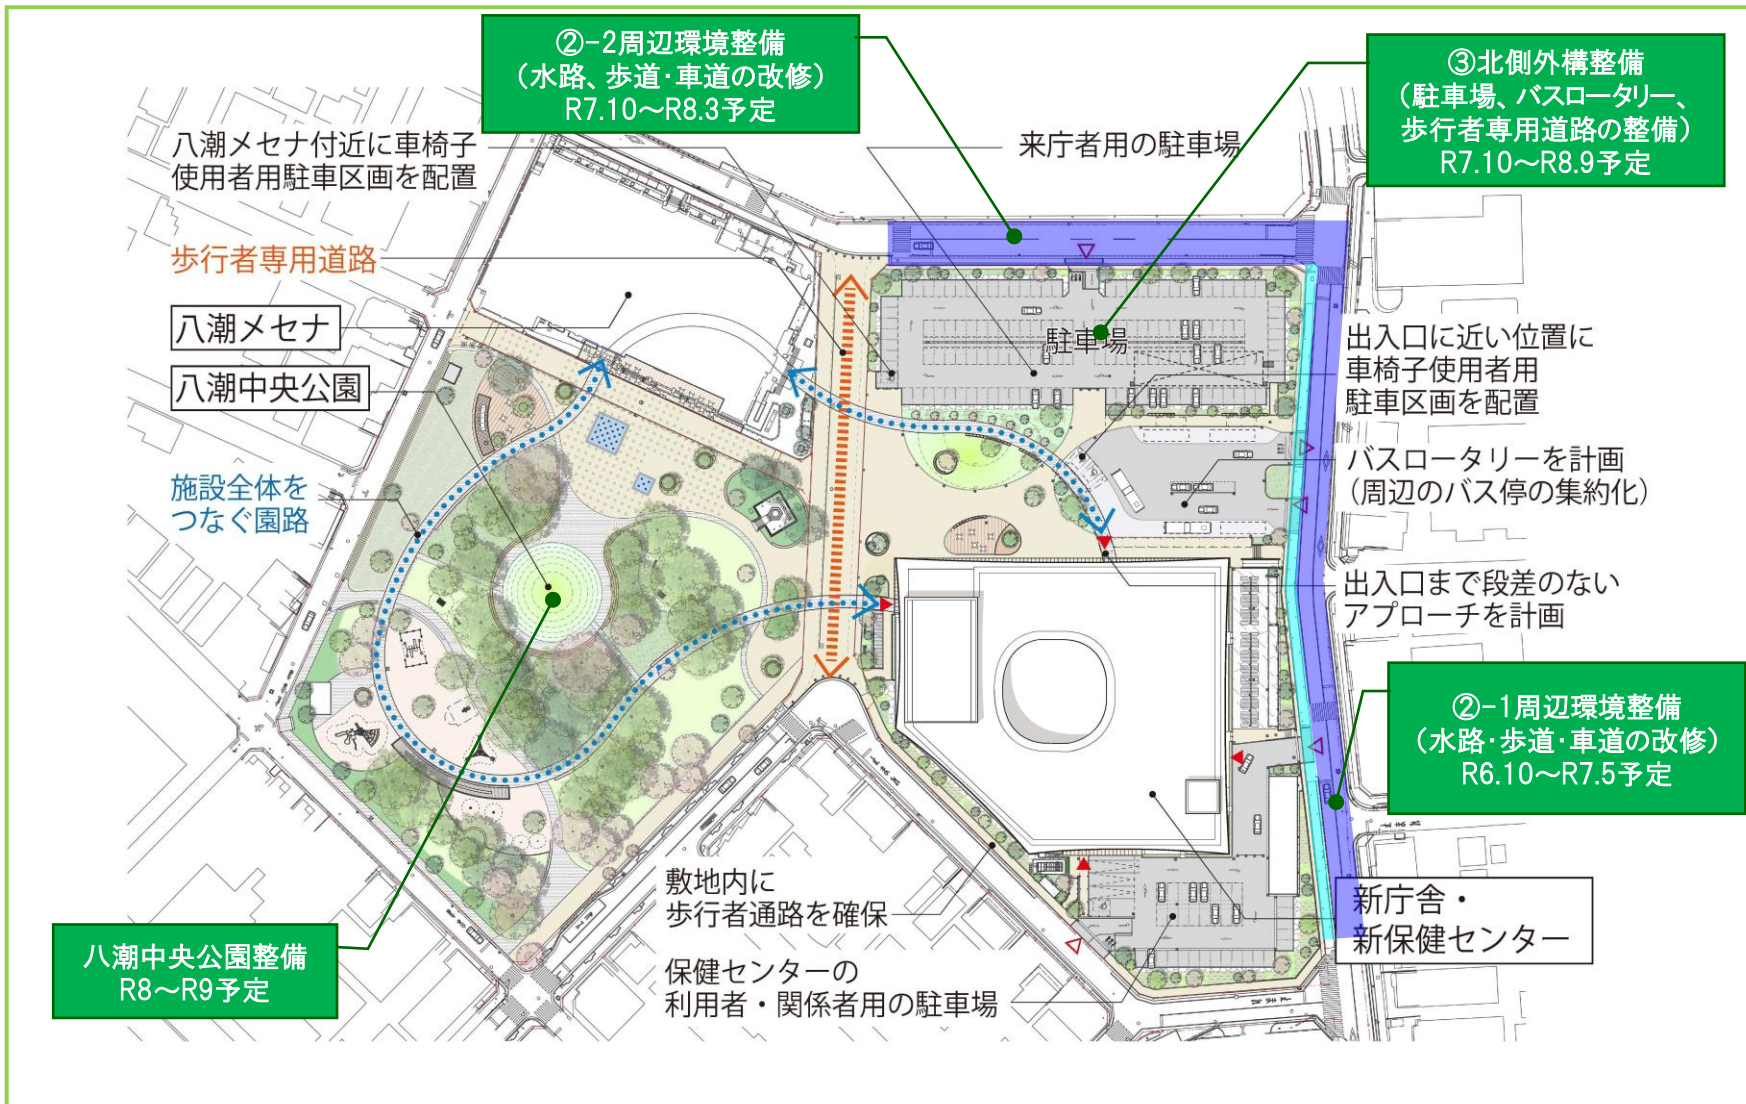 ②-2周辺環境整備
（水路、歩道・車道の改修）
R7.10～R8.3予定
③北側外構整備
（駐車場、バスロータリー、
歩行者専用道路の整備）
R7.10～R8.9予定
八潮メセナ付近に車椅子
使用者用駐車区画を配置
来庁者用の駐車場
歩行者専用道路
八潮メセナ
八潮中央公園
駐車場
出入口に近い位置に
車椅子使用者用
駐車区画を配置
施設全体を
つなぐ園路
バスロータリーを計画
（周辺のバス停の集約化）
出入口まで段差のない
アプローチを計画
②-1周辺環境整備
（水路・歩道・車道の改修）
R6.10～R7.5予定
敷地内に
歩行者通路を確保
新庁舎・
新保健センター
八潮中央公園整備
R8～R9予定
保健センターの
利用者・関係者用の駐車場